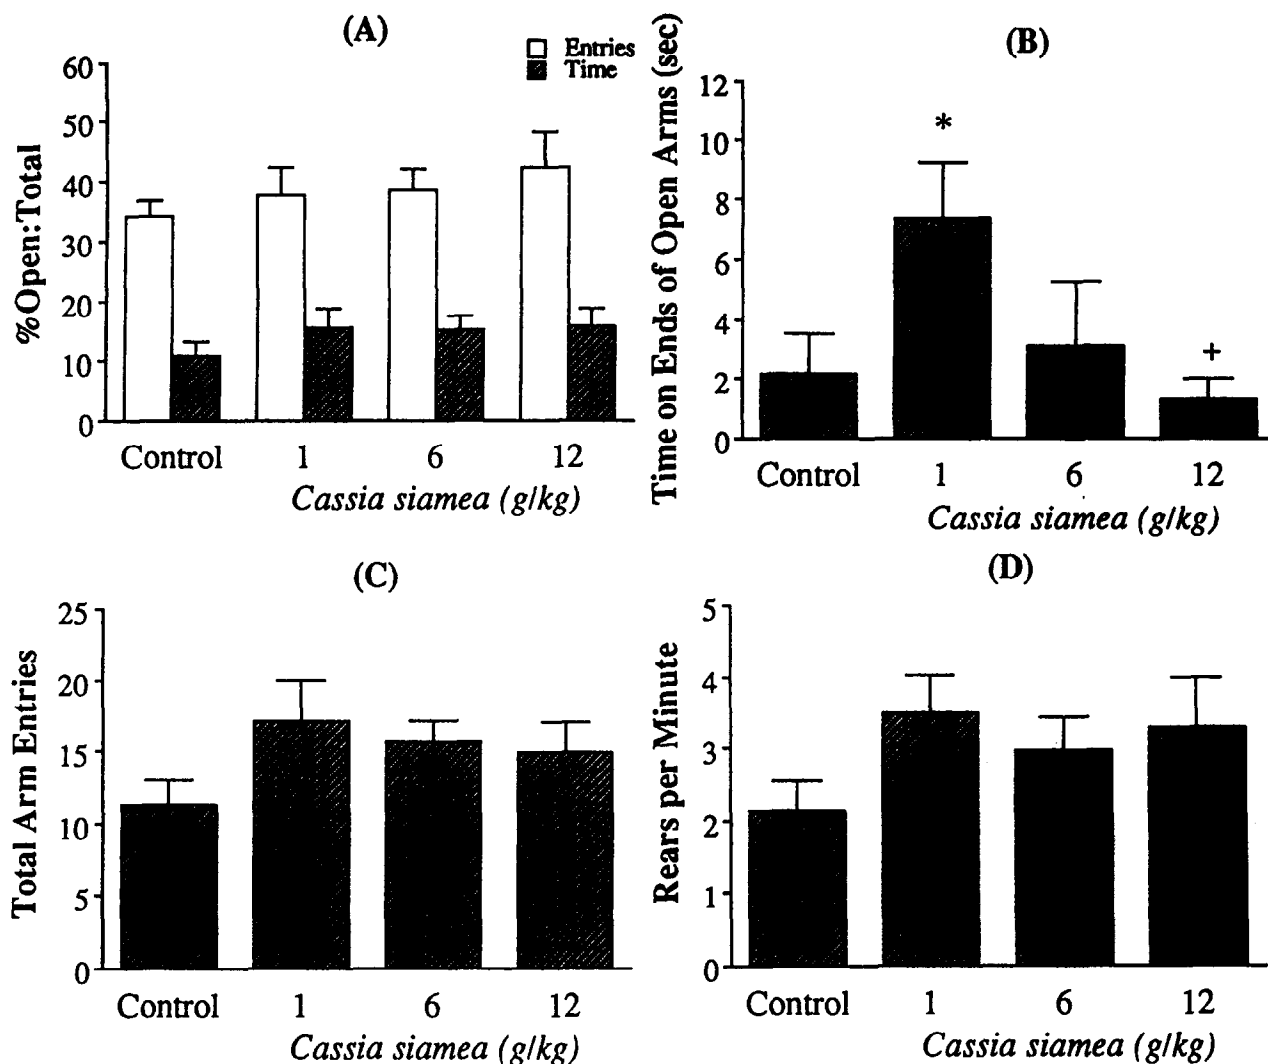 (A)
Entries
Time
%Open:Total
60
50
40
30
20
10
0
Control 1 6 12
Cassia siamea (g/kg)
(B)
Time on Ends of Open Arms (sec)
12
10
8
6
4
2
0
*
+
Control 1 6 12
Cassia siamea (g/kg)
(C)
Total Arm Entries
25
20
15
10
5
0
Control 1 6 12
Cassia siamea (g/kg)
(D)
Rears per Minute
5
4
3
2
1
0
Control 1 6 12
Cassia siamea (g/kg)